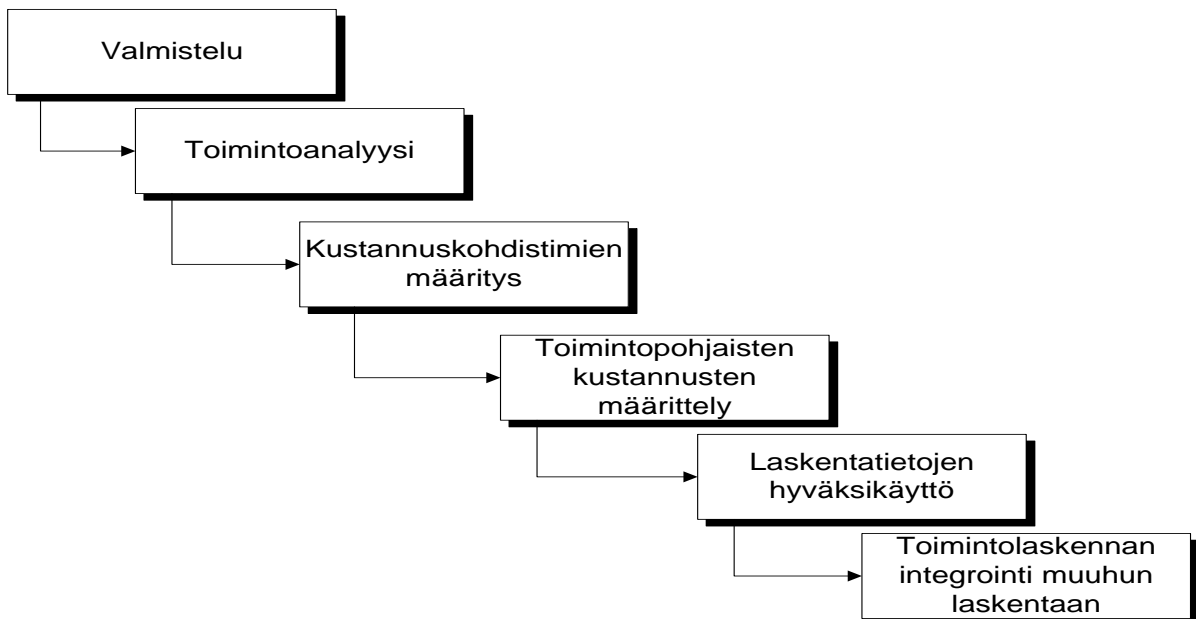 Valmistelu
Toimintoanalyysi
Kustannuskohdistimien
määritys
Toimintopohjaisten
kustannusten
määrittely
Laskentatietojen
hyväksikäyttö
Toimintolaskennan
integrointi muuhun
laskentaan